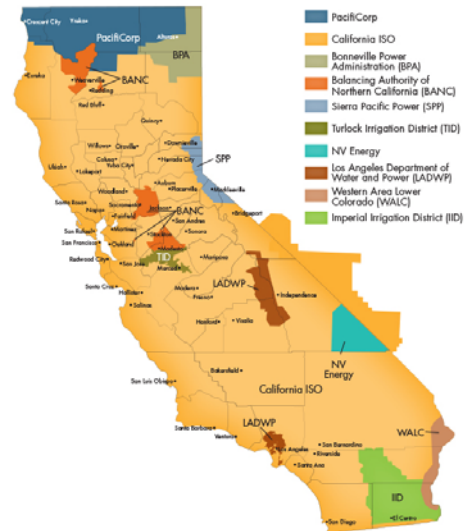 Crescent City
Yreka
Alturas
PacifiCorp
BPA
BANC
Eureka
Weaverville
Redding
Red Bluff
Quincy
Downieville
SPP
Willows
Oroville
Nevada City
Colusa
Yuba City
Ukiah
Lakeport
Auburn
Placerville
Markleeville
Woodland
Santa Rosa
Sacramento
Jackson
BANC
Napa
Fairfield
San Andreas
Bridgeport
San Rafael
Martinez
Stockton
Sonora
San Francisco
Oakland
Modesto
TID
Redwood City
San Jose
Merced
Mariposa
LADWP
Santa Cruz
Madera
Hollister
Fresno
Independence
Salinas
Hanford
Visalia
NV
Energy
Bakersfield
San Luis Obispo
California ISO
LADWP
WALC
Santa Barbara
Ventura
Los Angeles
San Bernardino
Riverside
Santa Ana
IID
San Diego
El Centro
PacifiCorp
California ISO
Bonneville Power
Administration (BPA)
Balancing Authority of
Northern California (BANC)
Sierra Pacific Power (SPP)
Turlock Irrigation District (TID)
NV Energy
Los Angeles Department of
Water and Power (LADWP)
Western Area Lower
Colorado (WALC)
Imperial Irrigation District (IID)